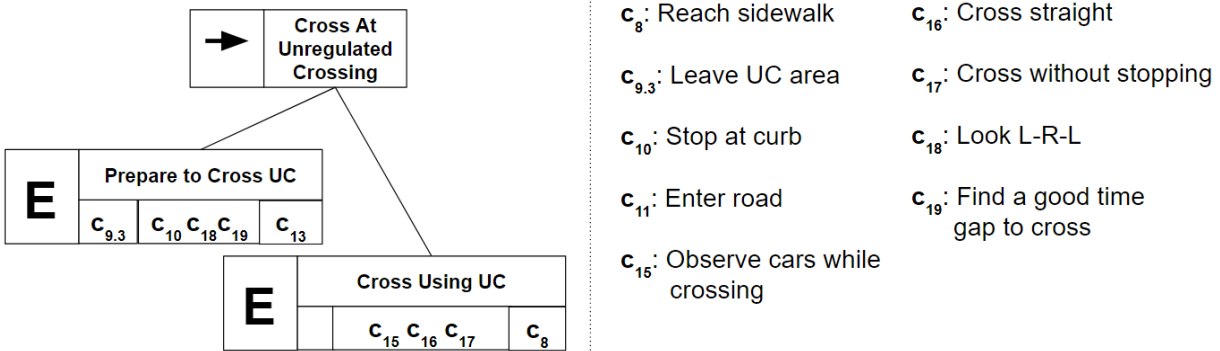 Cross At
Unregulated
Crossing
E
Prepare to Cross UC
c9.3 c10 c18 c19 c13
E
Cross Using UC
c15 c16 c17 c8
c8: Reach sidewalk
c9.3: Leave UC area
c10: Stop at curb
c11: Enter road
c15: Observe cars while
crossing
c16: Cross straight
c17: Cross without stopping
c18: Look L-R-L
c19: Find a good time
gap to cross